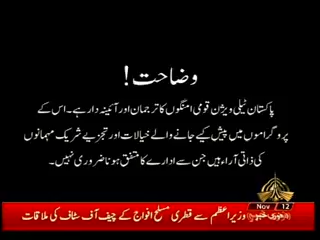 وضاحت!
پاکستان ٹیلی ویژن قومی امنگوں کا ترجمان اور آئینہ دار ہے۔ اس کے
پروگراموں میں پیش کیے جانے والے خیالات اور تجزیے شریک مہمانوں
کی ذاتی آراء ہیں جن سے ادارے کا متفق ہونا ضروری نہیں۔
Nov 12
وزیراعظم سے قطری مسلح افواج کے چیف آف سٹاف کی ملاقات